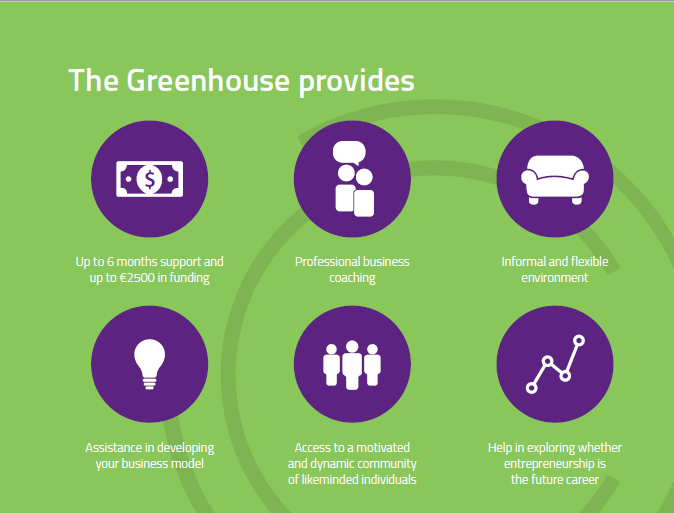 The Greenhouse provides
$
Up to 6 months support and
up to €2500 in funding
Professional business
coaching
Informal and flexible
environment
Assistance in developing
your business model
Access to a motivated
and dynamic community
of likeminded individuals
Help in exploring whether
entrepreneurship is
the future career